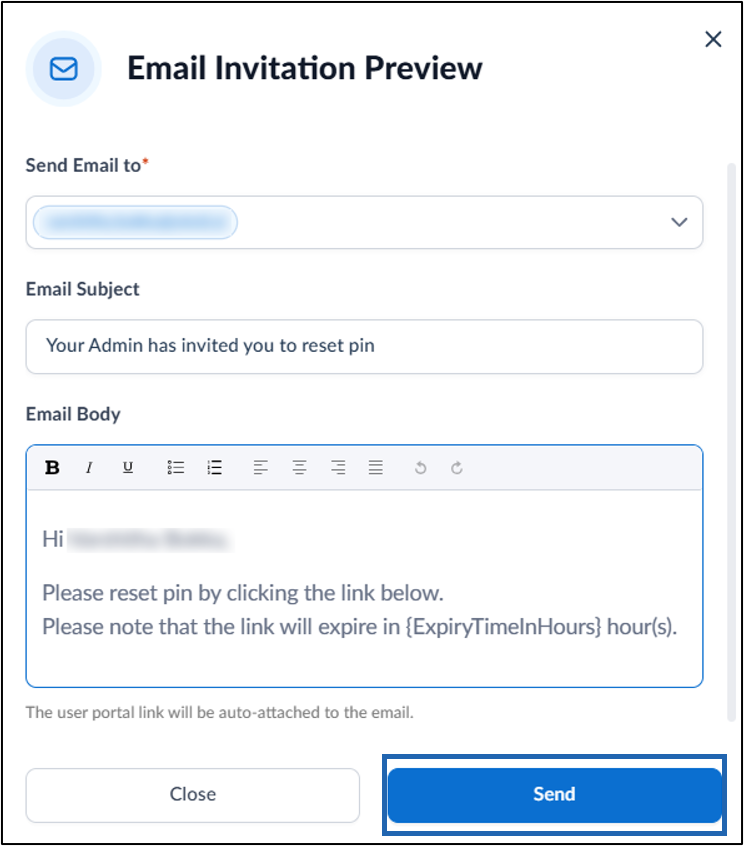 Email Invitation Preview
Send Email to*
Email Subject
Your Admin has invited you to reset pin
Email Body
B I U
Hi
Please reset pin by clicking the link below.
Please note that the link will expire in {ExpiryTimeInHours} hour(s).
The user portal link will be auto-attached to the email.
Close
Send